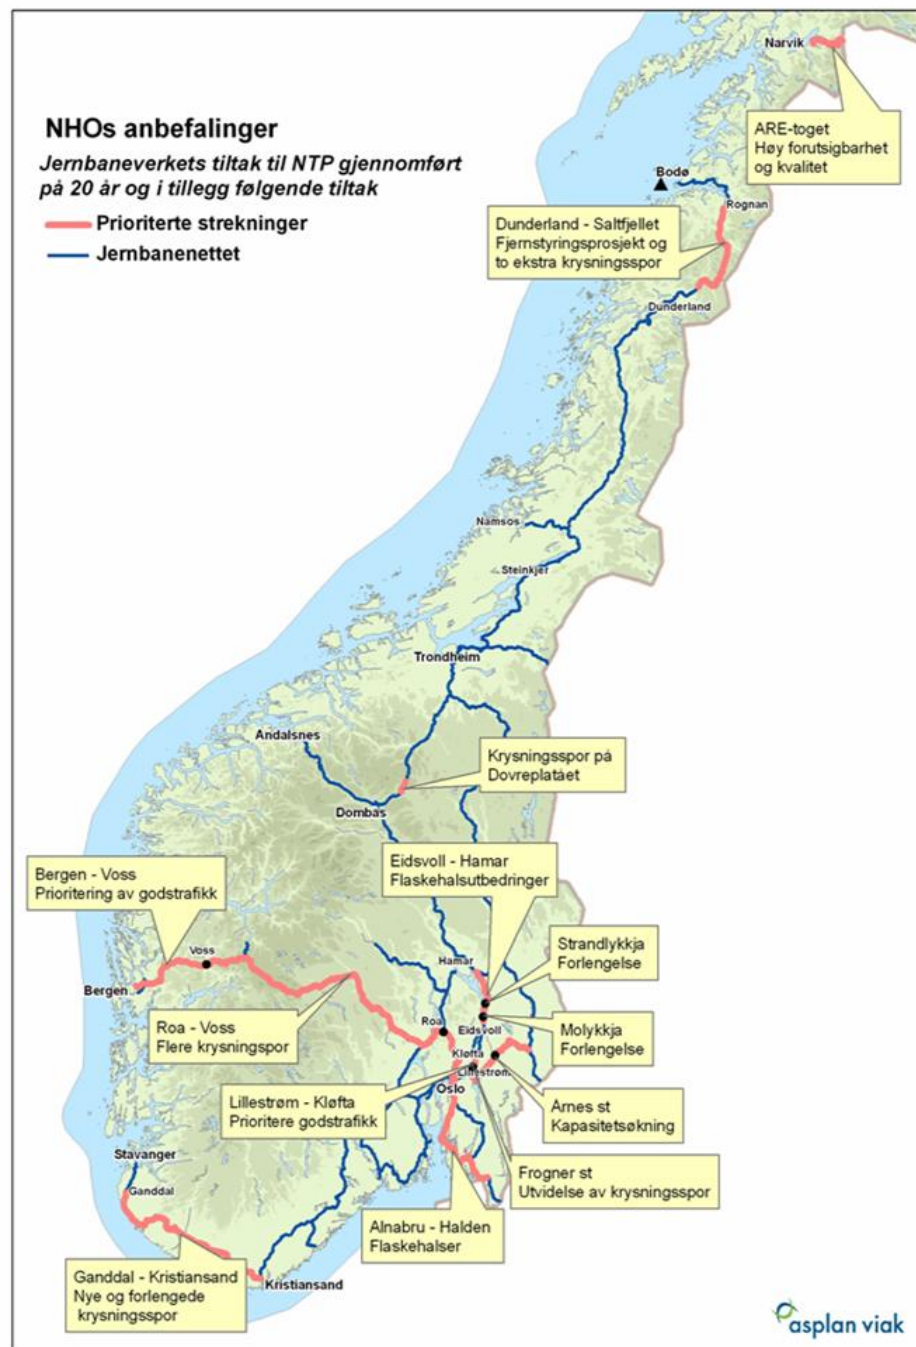 NHOs anbefalinger
Jernbaneverkets tiltak til NTP gjennomført
på 20 år og i tillegg følgende tiltak
Prioriterte strekninger
Jernbanenettet
Narvik
ARE-toget
Høy forutsigbarhet
og kvalitet
Bodø
Rognan
Dunderland - Saltfjellet
Fjernstyringsprosjekt og
to ekstra krysningsspor
Dunderland
Namsos
Steinkjer
Trondheim
Åndalsnes
Krysningsspor på
Dovreplatået
Dombås
Eidsvoll - Hamar
Flaskehalsutbedringer
Bergen - Voss
Prioritering av godstrafikk
Strandlykkja
Forlengelse
Voss
Hamar
Bergen
Roa - Voss
Flere krysningspor
Roa
Eidsvoll
Molykkja
Forlengelse
Kløfta
Lillestrøm
Lillestrøm - Kløfta
Prioritere godstrafikk
Oslo
Årnes st
Kapasitetsøkning
Stavanger
Ganddal
Frogner st
Utvidelse av krysningsspor
Alnabru - Halden
Flaskehalser
Ganddal - Kristiansand
Nye og forlengede
krysningsspor
Kristiansand
asplan viak